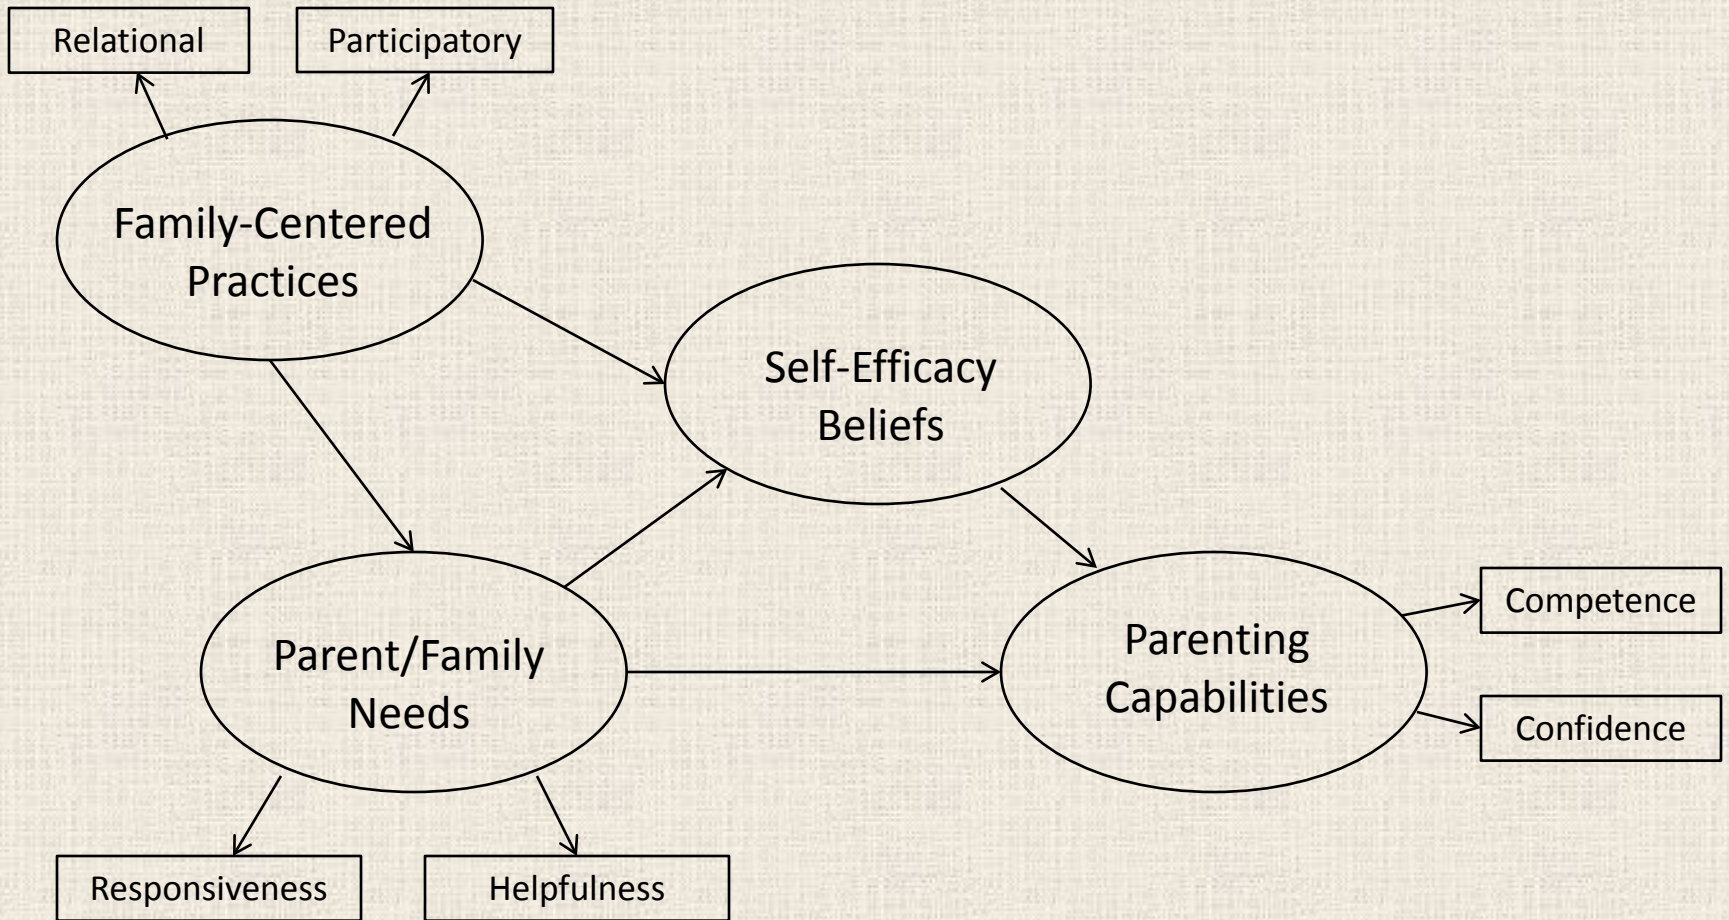 Relational
Participatory
Family-Centered
Practices
Self-Efficacy
Beliefs
Parent/Family
Needs
Parenting
Capabilities
Competence
Confidence
Responsiveness
Helpfulness